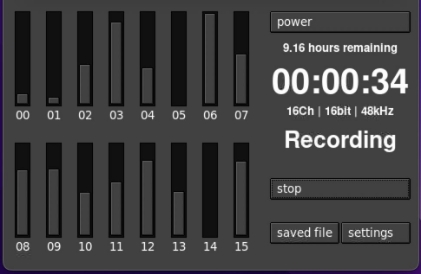 00 01 02 03 04 05 06 07
08 09 10 11 12 13 14 15
power
9.16 hours remaining
00:00:34
16Ch | 16bit | 48kHz
Recording
stop
saved file settings